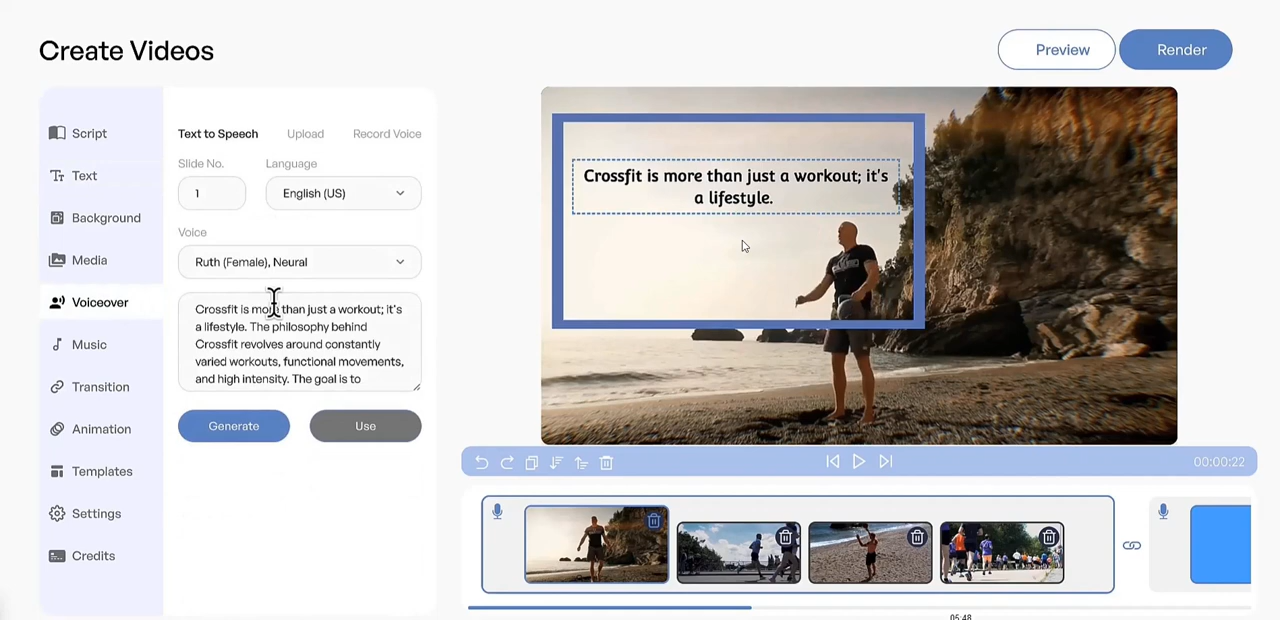 Create Videos
Preview
Render
Script
Text
Background
Media
Voiceover
Music
Transition
Animation
Templates
Settings
Credits
Text to Speech
Upload
Record Voice
Slide No.
Language
1
English (US)
Voice
Ruth (Female), Neural
Crossfit is more than just a workout; it's
a lifestyle. The philosophy behind
Crossfit revolves around constantly
varied workouts, functional movements,
and high intensity. The goal is to
Generate
Use
Crossfit is more than just a workout; it's
a lifestyle.
00:00:22
05:48